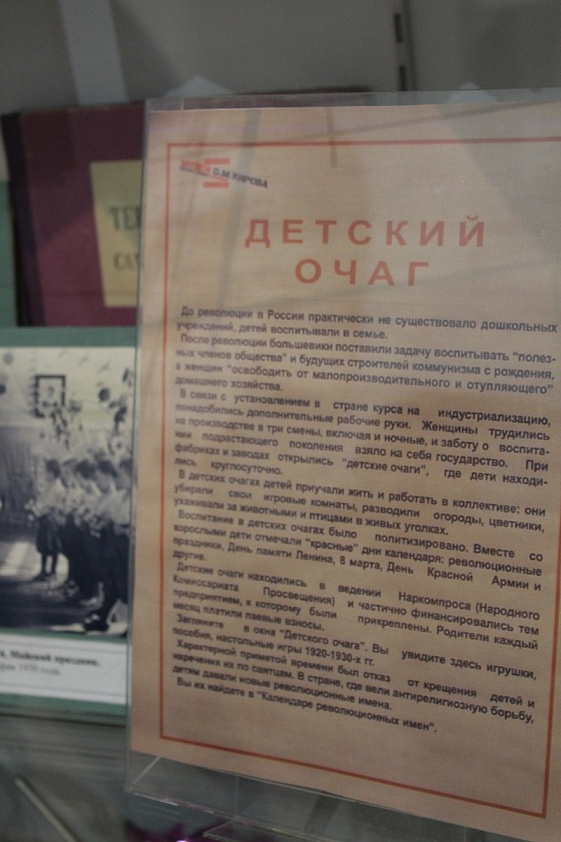 МУЗЕЙ С.М.КИРОВА
ДЕТСКИЙ
ОЧАГ
До революции в России практически не существовало дошкольных
учреждений, детей воспитывали в семье.
После революции большевики поставили задачу воспитывать "полез-
ных членов общества" и будущих строителей коммунизма с рождения,
а женщин "освободить от малопроизводительного и отупляющего"
домашнего хозяйства.
В связи с установлением в стране курса на индустриализацию,
понадобились дополнительные рабочие руки. Женщины трудились
на производстве в три смены, включая и ночные, и заботу о воспита-
нии подрастающего поколения взяло на себя государство. При
фабриках и заводах открылись "детские очаги", где дети находи-
лись круглосуточно.
В детских очагах детей приучали жить и работать в коллективе: они
убирали свои игровые комнаты, разводили огороды, цветники,
ухаживали за животными и птицами в живых уголках.
Воспитание в детских очагах было политизировано. Вместе со
взрослыми дети отмечали "красные" дни календаря: революционные
праздники, День памяти Ленина, 8 марта, День Красной Армии и
другие.
Детские очаги находились в ведении Наркомпроса (Народного
Комиссариата Просвещения) и частично финансировались тем
предприятием, к которому были прикреплены. Родители каждый
месяц платили паевые взносы.
Загляните в окна "Детского очага". Вы увидите здесь игрушки,
пособия, настольные игры 1920-1930-х гг.
Характерной приметой времени был отказ от крещения детей и
наречения их по святцам. В стране, где вели антирелигиозную борьбу,
детям давали новые революционные имена.
Вы их найдете в "Календаре революционных имен".
Майский праздник.
1930 года